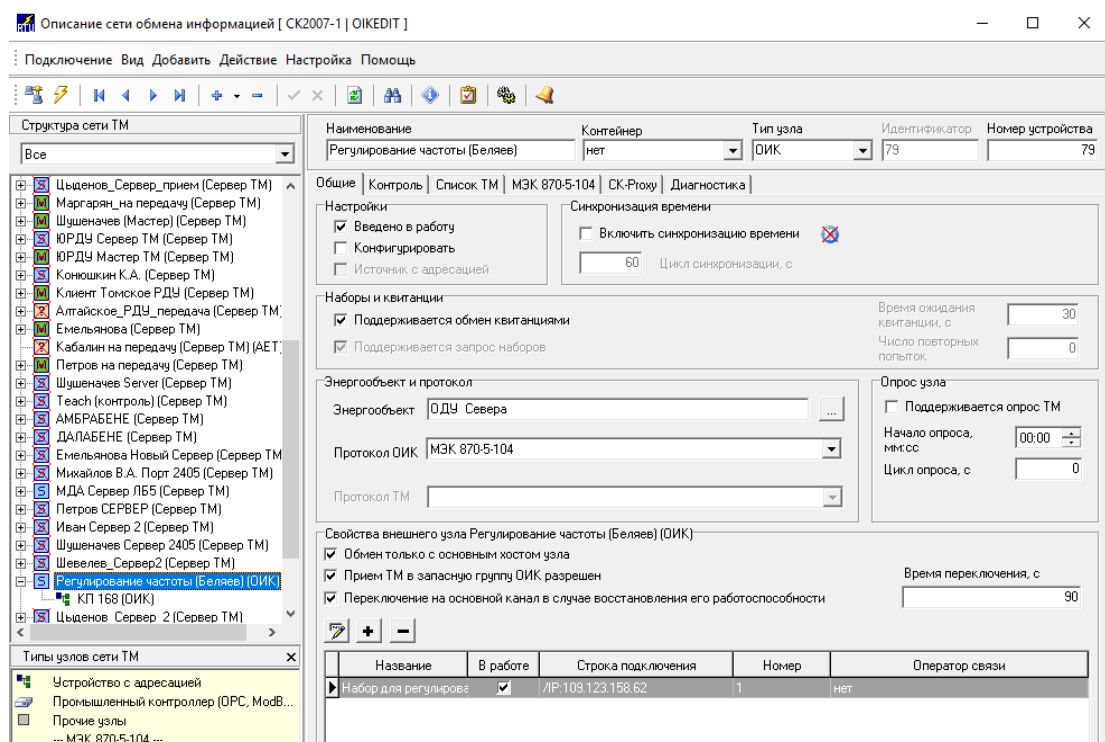 Описание сети обмена информацией [ СК2007-1 | OIKEDIT ]
Подключение Вид Добавить Действие Настройка Помощь
Структура сети ТМ
Все
Цыденов_Сервер_прием (Сервер ТМ)
Маргарян_на передачу (Сервер ТМ)
Шушеначев (Мастер) (Сервер ТМ)
ЮРДУ Сервер ТМ (Сервер ТМ)
ЮРДУ Мастер ТМ (Сервер ТМ)
Конюшкин К.А. (Сервер ТМ)
Клиент Томское РДУ (Сервер ТМ)
Алтайское_РДУ_передача (Сервер ТМ)
Емельянова (Сервер ТМ)
Кабалин на передачу (Сервер ТМ) (АЕТ
Петров на передачу (Сервер ТМ)
Шушеначев Server (Сервер ТМ)
Teach (контроль) (Сервер ТМ)
АМБРАБЕНЕ (Сервер ТМ)
ДАЛАБЕНЕ (Сервер ТМ)
Емельянова Новый Сервер (Сервер ТМ
Михайлов В.А. Порт 2405 (Сервер ТМ)
МДА Сервер ЛБ5 (Сервер ТМ)
Петров СЕРВЕР (Сервер ТМ)
Иван Сервер 2 (Сервер ТМ)
Шушеначев Сервер 2405 (Сервер ТМ)
Шевелев_Сервер2 (Сервер ТМ)
Регулирование частоты (Беляев) (ОИК)
КП 168 (ОИК)
Цыденов Сервер 2 (Сервер ТМ)
Типы узлов сети ТМ
Устройство с адресацией
Промышленный контроллер (OPC, ModB...
Прочие узлы
--- МЭК 870-5-104 ---
Наименование Контейнер Тип узла Идентификатор Номер устройства
Регулирование частоты (Беляев) нет ОИК 79 79
Общие Контроль Список ТМ МЭК 870-5-104 CK-Proxy Диагностика
Настройки
Введено в работу
Конфигурировать
Источник с адресацией
Синхронизация времени
Включить синхронизацию времени
60 Цикл синхронизации, с
Наборы и квитанции
Поддерживается обмен квитанциями
Поддерживается запрос наборов
Время ожидания
квитанции, с
30
Число повторных
попыток
0
Энергообъект и протокол
Энергообъект ОДУ Севера ...
Протокол ОИК МЭК 870-5-104
Протокол ТМ
Опрос узла
Поддерживается опрос ТМ
Начало опроса,
мм:сс
00:00
Цикл опроса, с 0
Свойства внешнего узла Регулирование частоты (Беляев) (ОИК)
Обмен только с основным хостом узла
Прием ТМ в запасную группу ОИК разрешен
Переключение на основной канал в случае восстановления его работоспособности
Время переключения, с
90
Название В работе Строка подключения Номер Оператор связи
Набор для регулирова /IP:109.123.158.62 1 нет